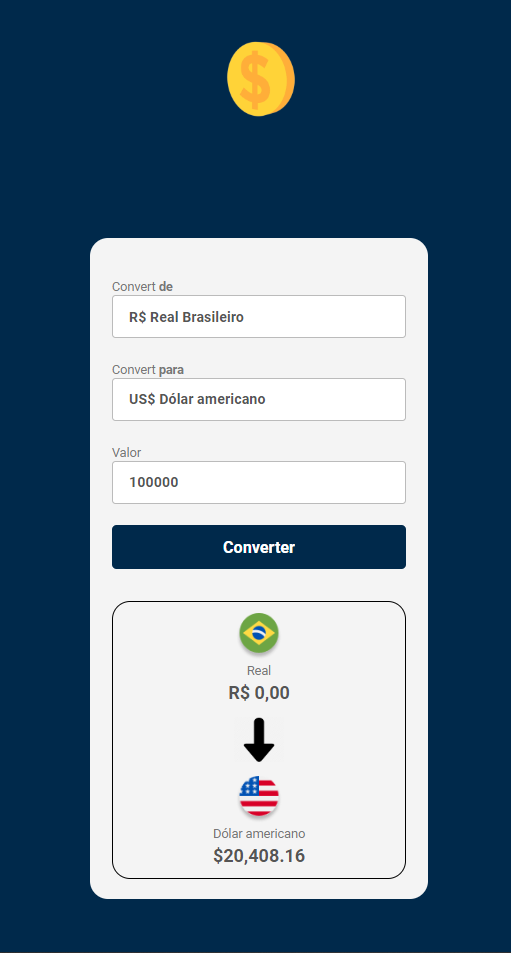 $
Convert de
R$ Real Brasileiro
Convert para
US$ Dólar americano
Valor
100000
Converter
Real
R$ 0,00
Dólar americano
$20,408.16